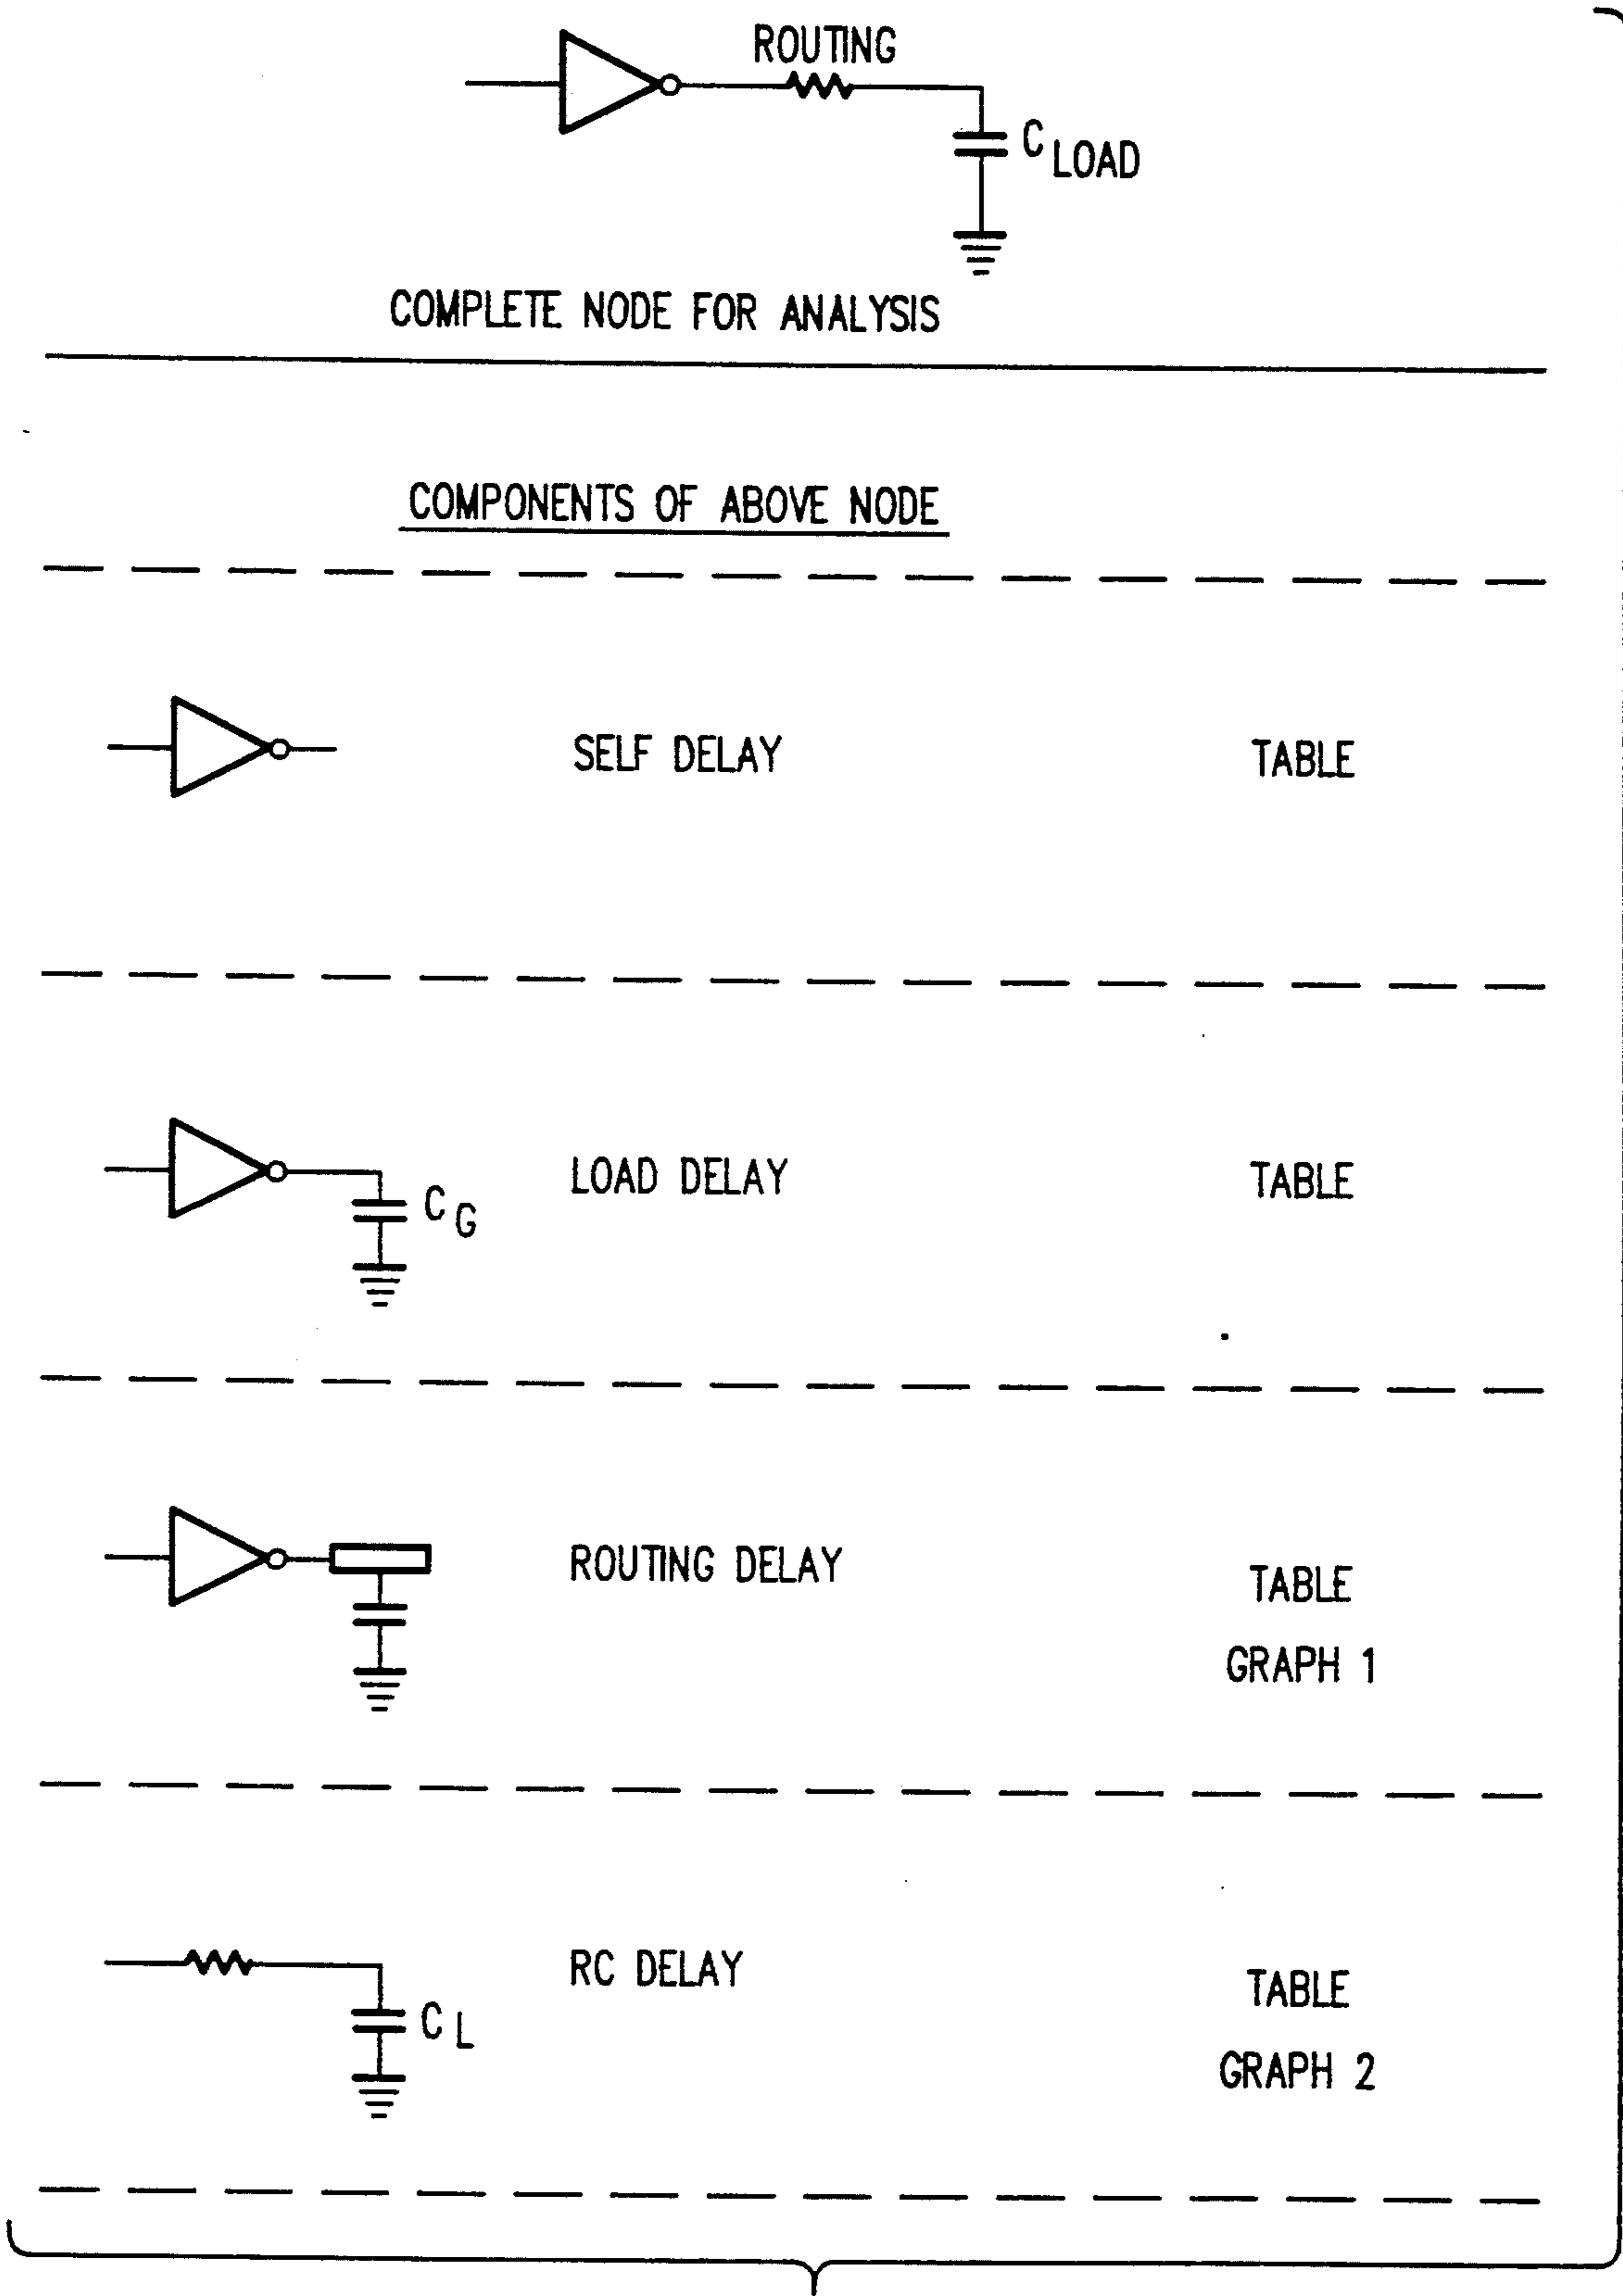 ROUTING
C LOAD
COMPLETE NODE FOR ANALYSIS
COMPONENTS OF ABOVE NODE
SELF DELAY TABLE
C G LOAD DELAY TABLE
ROUTING DELAY TABLE
GRAPH 1
RC DELAY TABLE
C L
GRAPH 2